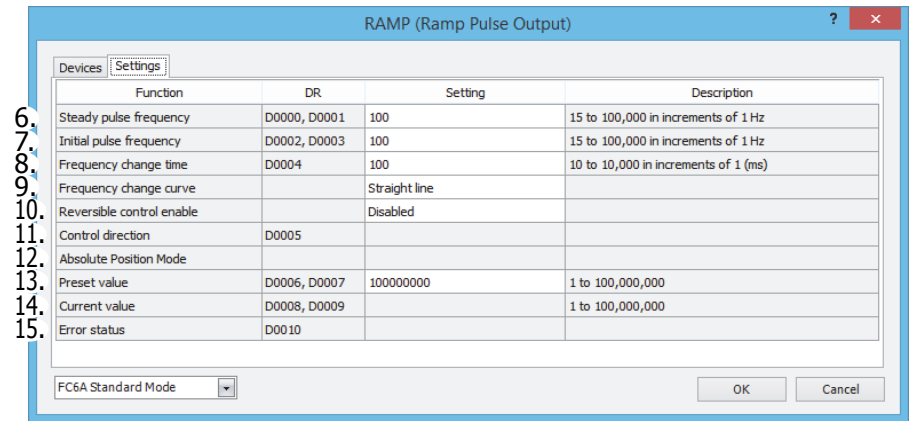 RAMP (Ramp Pulse Output) ? ×
Devices Settings
Function DR Setting Description
6. Steady pulse frequency D0000, D0001 100 15 to 100,000 in increments of 1 Hz
7. Initial pulse frequency D0002, D0003 100 15 to 100,000 in increments of 1 Hz
8. Frequency change time D0004 100 10 to 10,000 in increments of 1 (ms)
9. Frequency change curve Straight line
10. Reversible control enable Disabled
11. Control direction D0005
12. Absolute Position Mode
13. Preset value D0006, D0007 100000000 1 to 100,000,000
14. Current value D0008, D0009 1 to 100,000,000
15. Error status D0010
FC6A Standard Mode OK Cancel